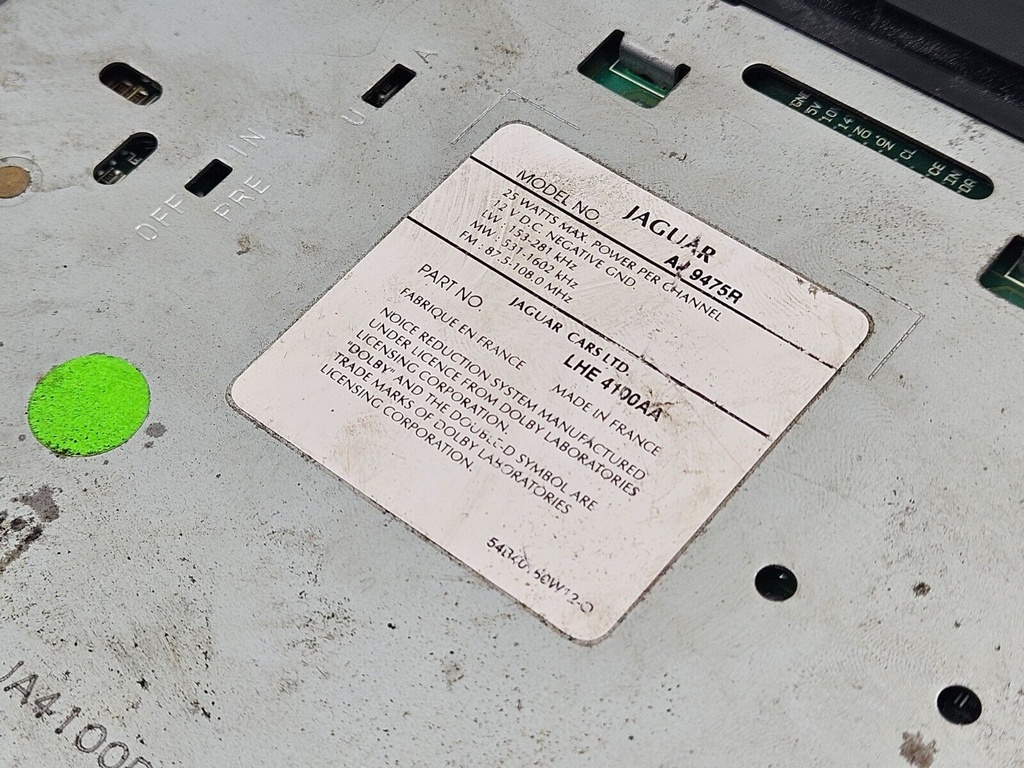 U A
OFF IN
PRE
JAGUAR
MODEL NO. AJ 9475R
25 WATTS MAX. POWER PER CHANNEL
12 V D.C. NEGATIVE GND.
LW : 153-281 kHz
MW : 531-1602 kHz
FM : 87.5-108.0 MHz
JAGUAR CARS LTD.
PART NO. LHE 4100AA
FABRIQUE EN FRANCE MADE IN FRANCE
NOICE REDUCTION SYSTEM MANUFACTURED
UNDER LICENCE FROM DOLBY LABORATORIES
LICENSING CORPORATION.
"DOLBY" AND THE DOUBLE-D SYMBOL ARE
TRADE MARKS OF DOLBY LABORATORIES
LICENSING CORPORATION.